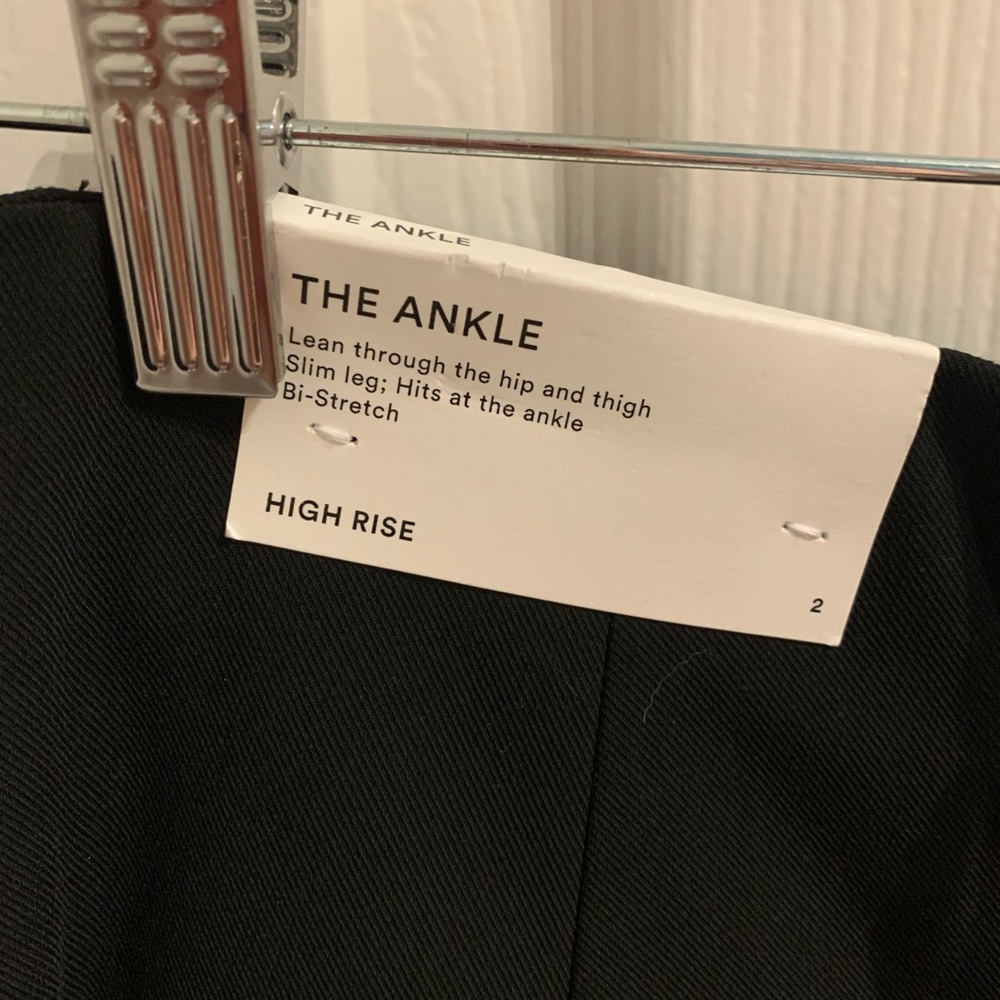 THE ANKLE
THE ANKLE
Lean through the hip and thigh
Slim leg; Hits at the ankle
Bi-Stretch
HIGH RISE
2